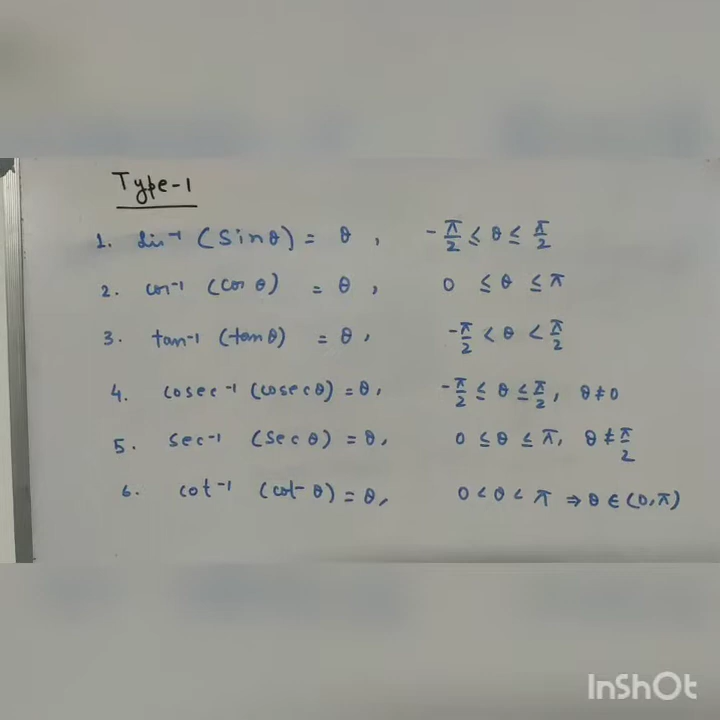 Type-1
1. sin⁻¹ (sinθ) = θ, -π/2 ≤ θ ≤ π/2
2. cos⁻¹ (cos θ) = θ, 0 ≤ θ ≤ π
3. tan⁻¹ (tanθ) = θ, -π/2 < θ < π/2
4. cosec⁻¹ (cosecθ) = θ, -π/2 ≤ θ ≤ π/2, θ ≠ 0
5. sec⁻¹ (secθ) = θ, 0 ≤ θ ≤ π, θ ≠ π/2
6. cot⁻¹ (cot θ) = θ, 0 < θ < π ⇒ θ ∈ (0,π)
InShOt